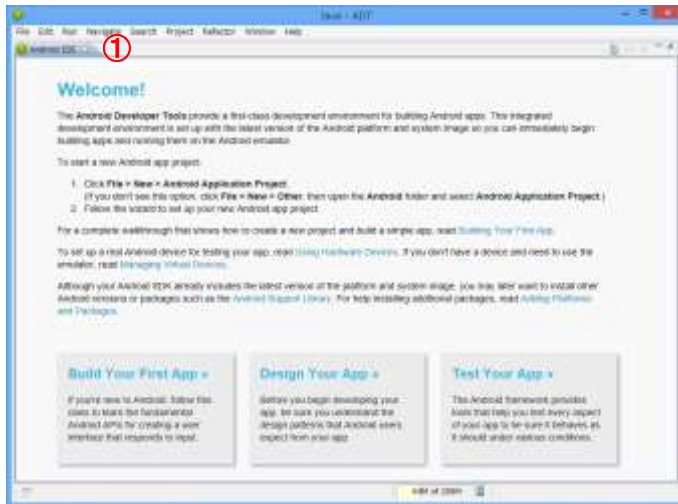 Java - ADT
File Edit Run Navigate Search Project Refactor Window Help
Android IDE
①
Welcome!
The Android Developer Tools provide a first-class development environment for building Android apps. This integrated
development environment is set up with the latest version of the Android platform and system image so you can immediately begin
building apps and running them on the Android emulator.
To start a new Android app project:
1. Click File > New > Android Application Project.
(If you don't see this option, click File > New > Other, then open the Android folder and select Android Application Project.)
2. Follow the wizard to set up your new Android app project.
For a complete walkthrough that shows how to create a new project and build a simple app, read Building Your First App.
To set up a real Android device for testing your app, read Using Hardware Devices. If you don't have a device and need to use the
emulator, read Managing Virtual Devices.
Although your Android SDK already includes the latest version of the platform and system image, you may later want to install other
Android versions or packages such as the Android Support Library. For help installing additional packages, read Adding Platforms
and Packages.
Build Your First App »
If you're new to Android, follow this
class to learn the fundamental
Android APIs for creating a user
interface that responds to input.
Design Your App »
Before you begin developing your
app, be sure you understand the
design patterns that Android users
expect from your app.
Test Your App »
The Android framework provides
tools that help you test every aspect
of your app to be sure it behaves as
it should under various conditions.